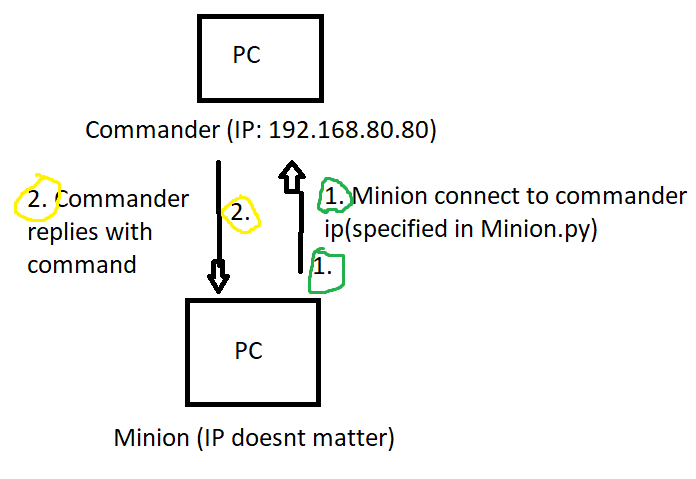 PC
Commander (IP: 192.168.80.80)
2. Commander
replies with
command
2.
1. Minion connect to commander
ip(specified in Minion.py)
1.
PC
Minion (IP doesnt matter)